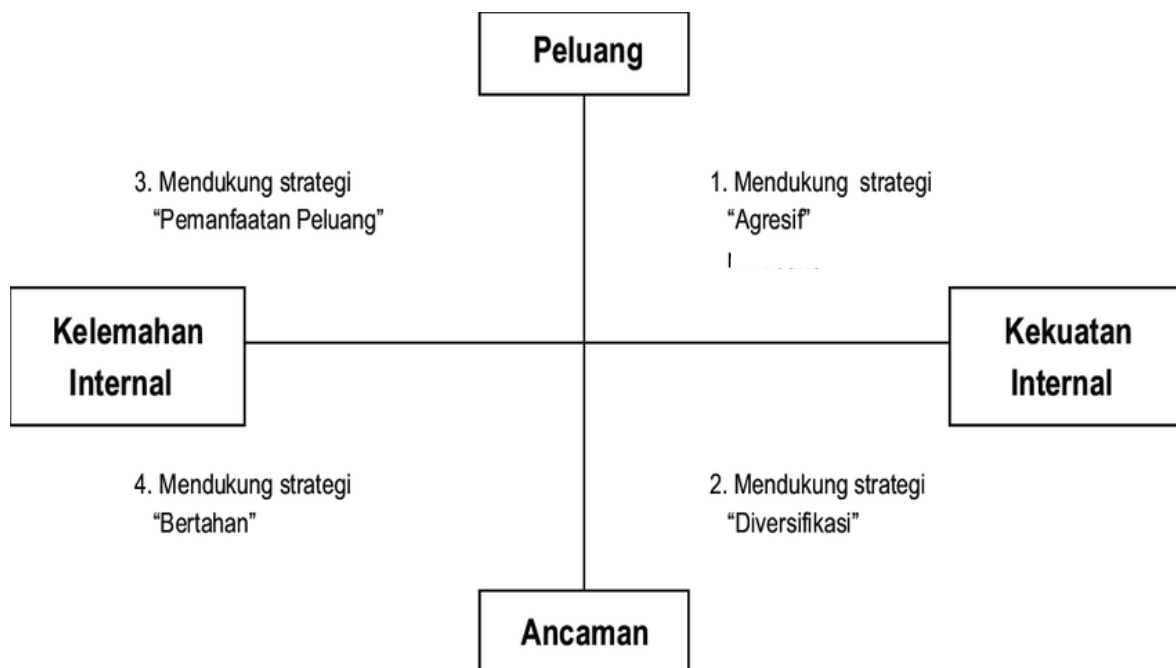 Peluang
3. Mendukung strategi
“Pemanfaatan Peluang”
1. Mendukung strategi
“Agresif”
Kelemahan
Internal
Kekuatan
Internal
4. Mendukung strategi
“Bertahan”
2. Mendukung strategi
“Diversifikasi”
Ancaman